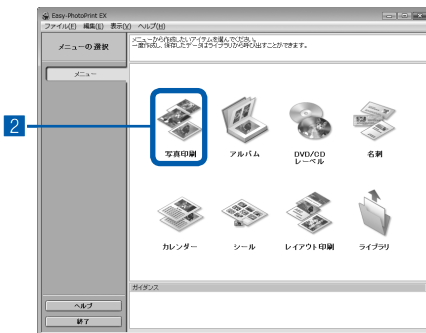 Easy-PhotoPrint EX
ファイル(F) 編集(E) 表示(V) ヘルプ(H)
メニューの選択
メニューから作成したいアイテムを選んでください。
一度作成し、保存したデータはライブラリから呼び出すことができます。
メニュー
2
写真印刷
アルバム
DVD/CD
レーベル
名刺
カレンダー
シール
レイアウト印刷
ライブラリ
ガイダンス
ヘルプ
終了